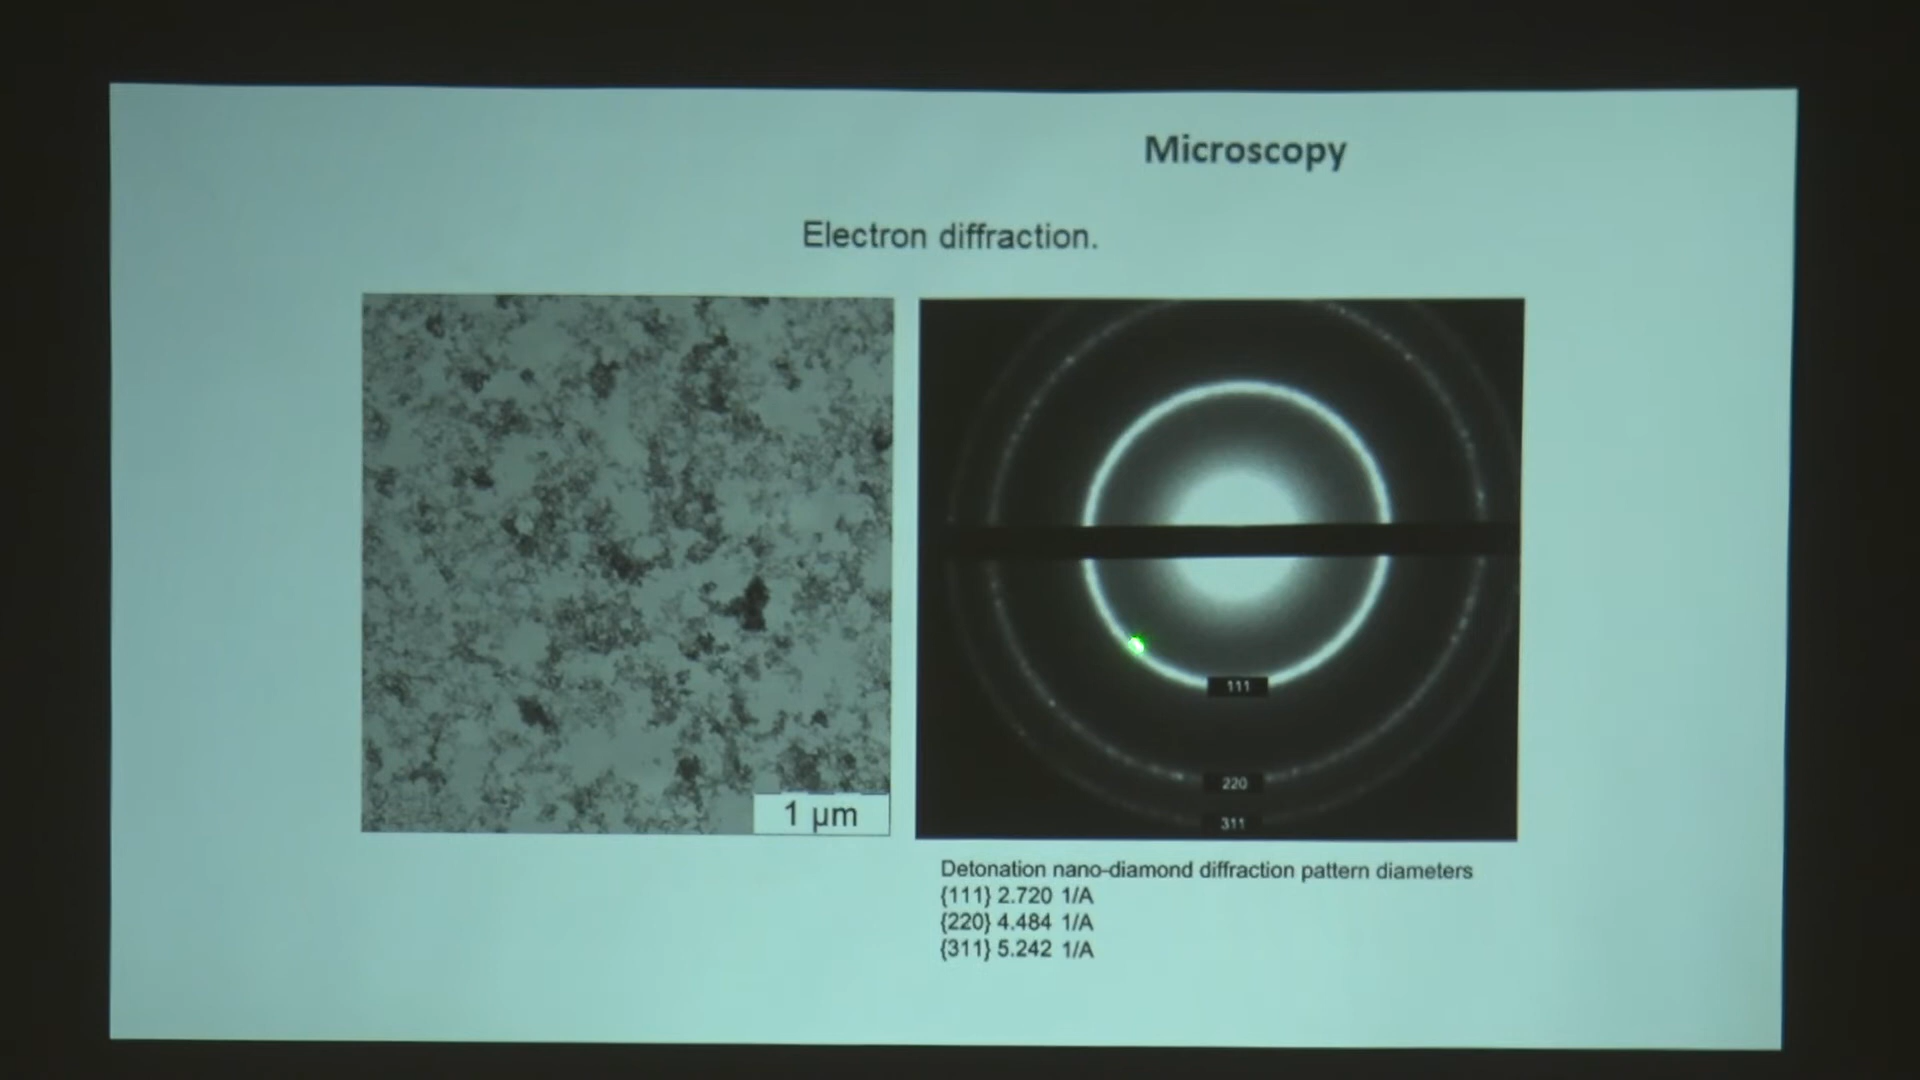 Microscopy
Electron diffraction.
1 µm
111
220
311
Detonation nano-diamond diffraction pattern diameters
{111} 2.720 1/A
{220} 4.484 1/A
{311} 5.242 1/A